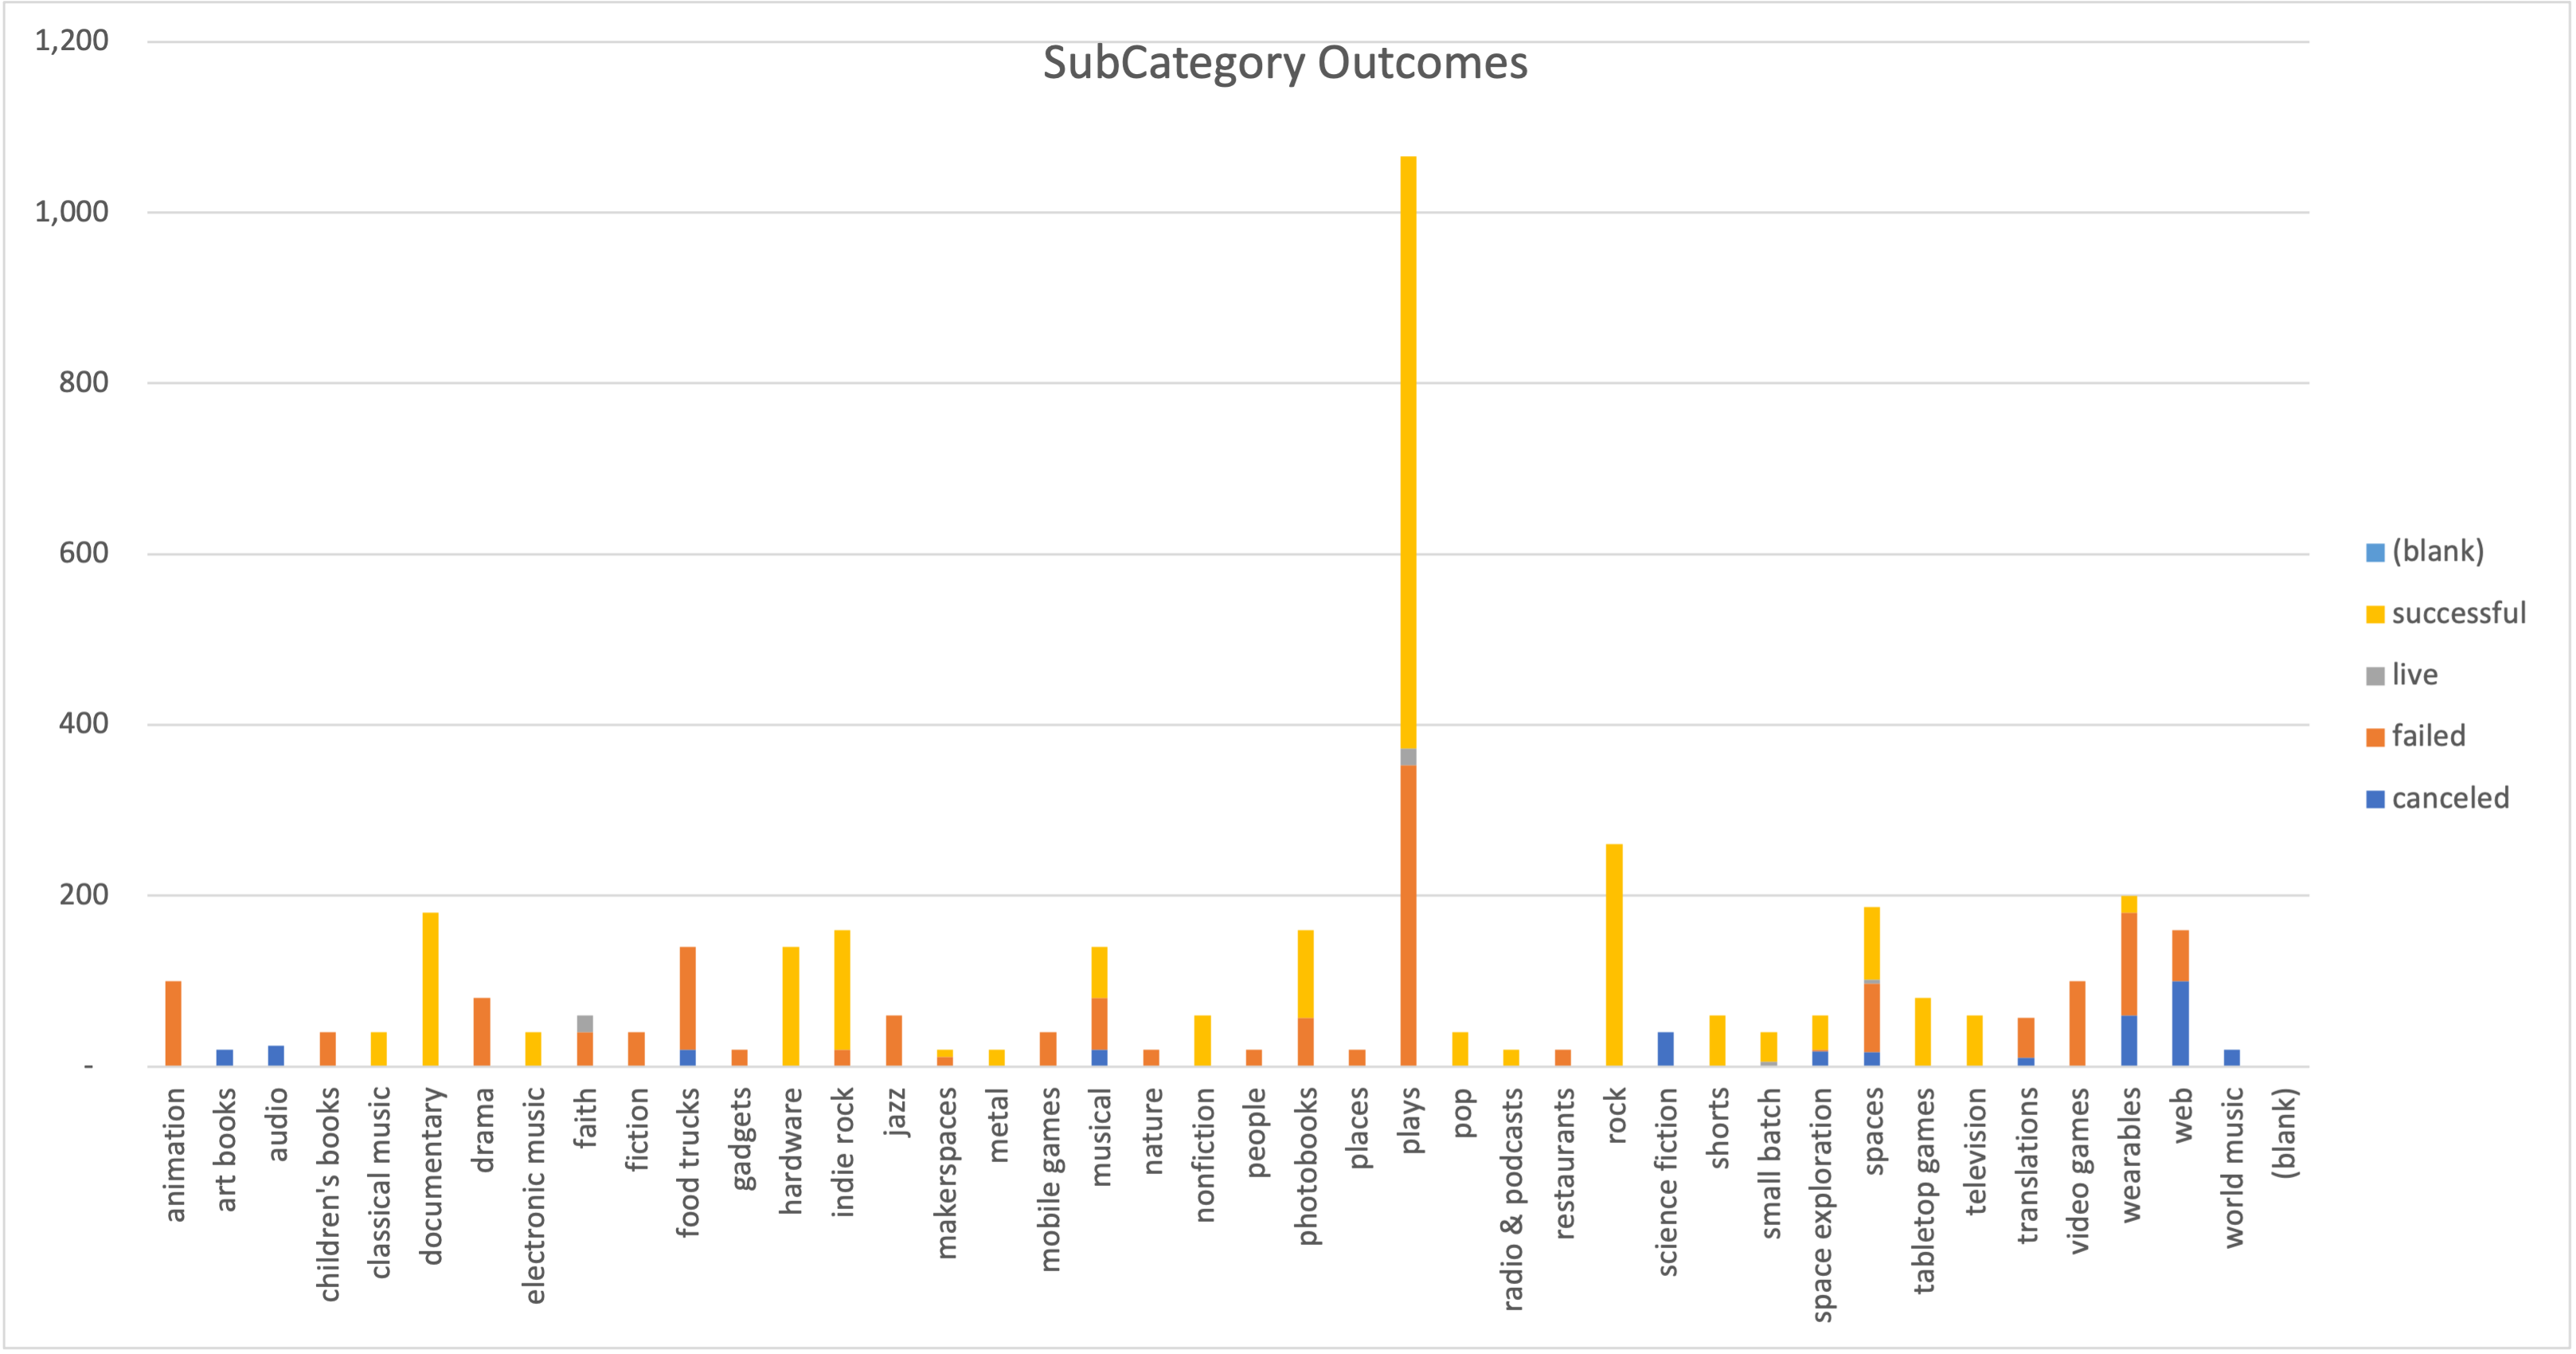 SubCategory Outcomes
1,200
1,000
800
600
400
200
-
animation
art books
audio
children's books
classical music
documentary
drama
electronic music
faith
fiction
food trucks
gadgets
hardware
indie rock
jazz
makerspaces
metal
mobile games
musical
nature
nonfiction
people
photobooks
places
plays
pop
radio & podcasts
restaurants
rock
science fiction
shorts
small batch
space exploration
spaces
tabletop games
television
translations
video games
wearables
web
world music
(blank)
(blank)
successful
live
failed
canceled